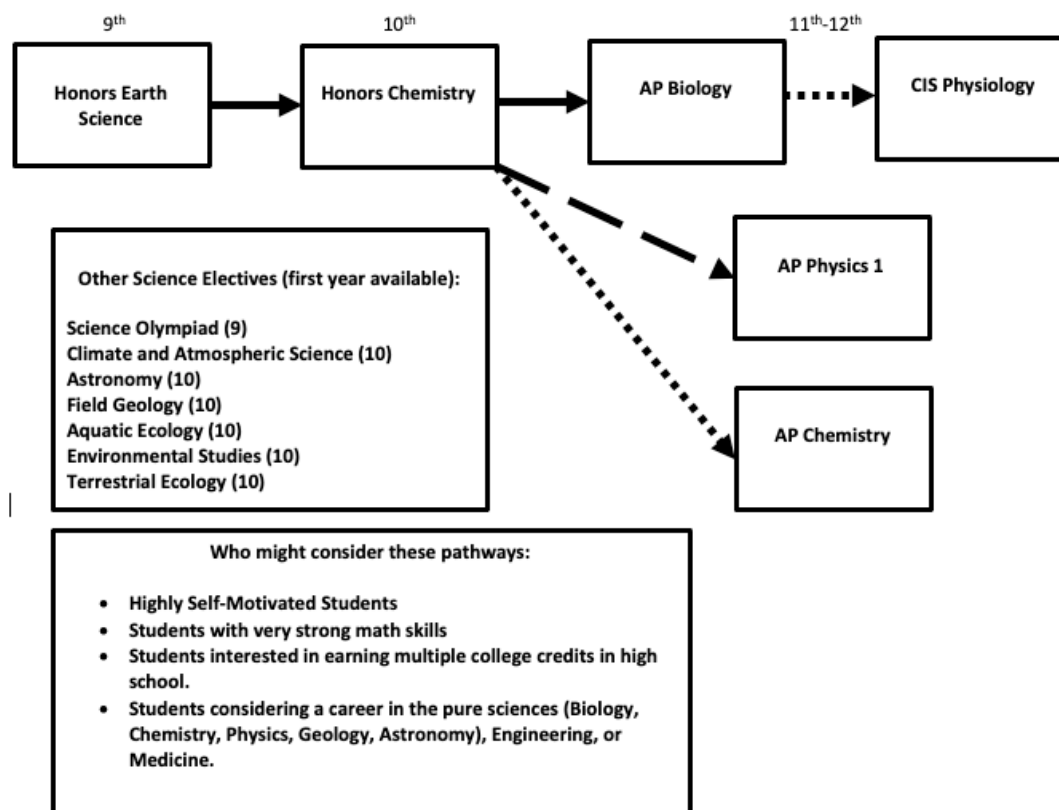 9th
10th
11th-12th
Honors Earth
Science
Honors Chemistry
AP Biology
CIS Physiology
AP Physics 1
AP Chemistry
Other Science Electives (first year available):
Science Olympiad (9)
Climate and Atmospheric Science (10)
Astronomy (10)
Field Geology (10)
Aquatic Ecology (10)
Environmental Studies (10)
Terrestrial Ecology (10)
Who might consider these pathways:
• Highly Self-Motivated Students
• Students with very strong math skills
• Students interested in earning multiple college credits in high
school.
• Students considering a career in the pure sciences (Biology,
Chemistry, Physics, Geology, Astronomy), Engineering, or
Medicine.